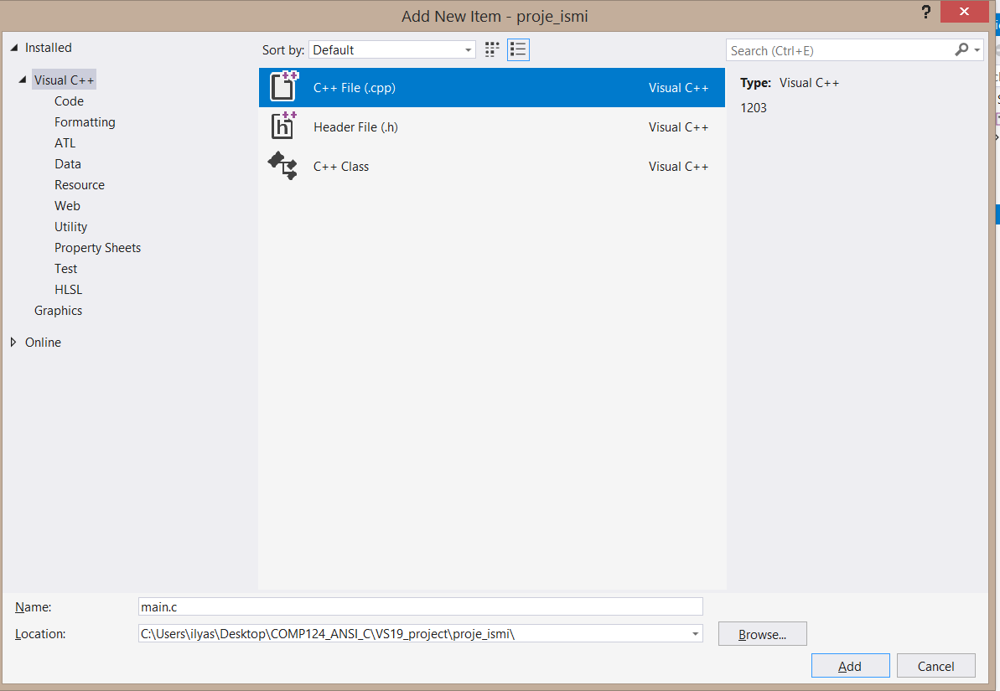 Add New Item - proje_ismi
?
Installed
Visual C++
Code
Formatting
ATL
Data
Resource
Web
Utility
Property Sheets
Test
HLSL
Graphics
Online
Sort by: Default
C++ File (.cpp) Visual C++
Header File (.h) Visual C++
C++ Class Visual C++
Search (Ctrl+E)
Type: Visual C++
1203
Name: main.c
Location: C:\Users\ilyas\Desktop\COMP124_ANSI_C\VS19_project\proje_ismi\ Browse...
Add Cancel